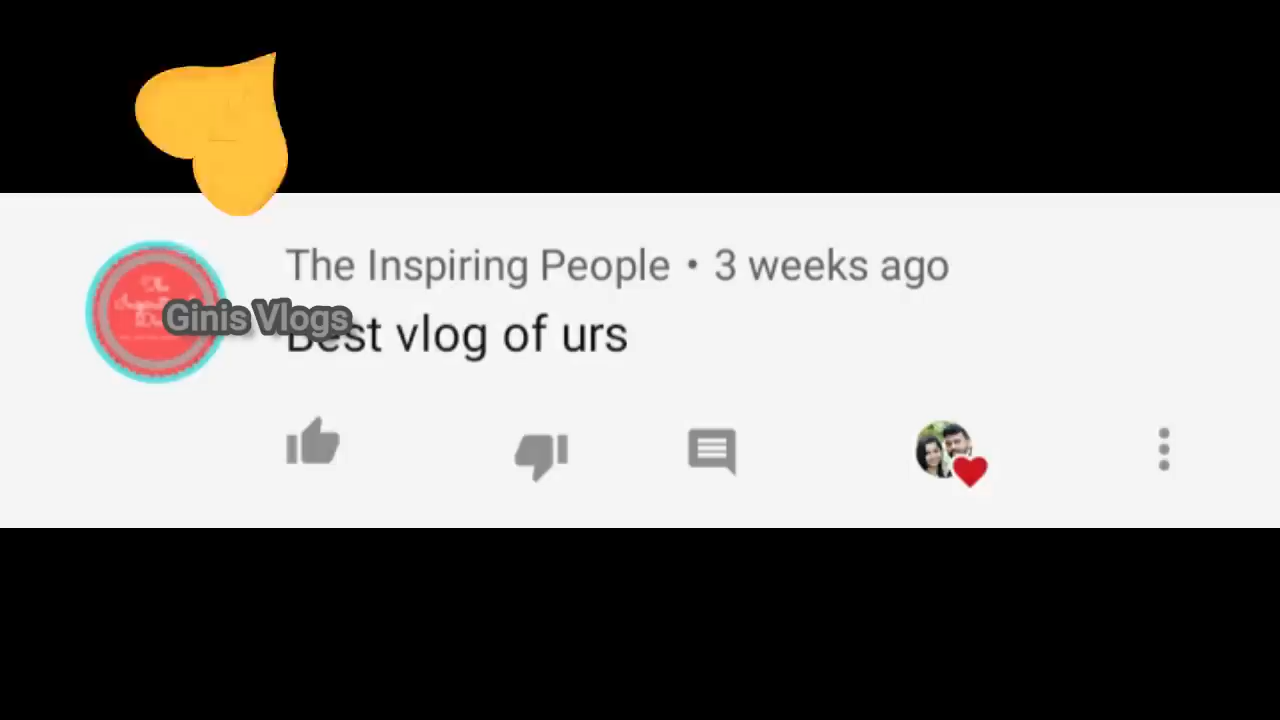 The Inspiring People • 3 weeks ago
Ginis Vlogs
Best vlog of urs